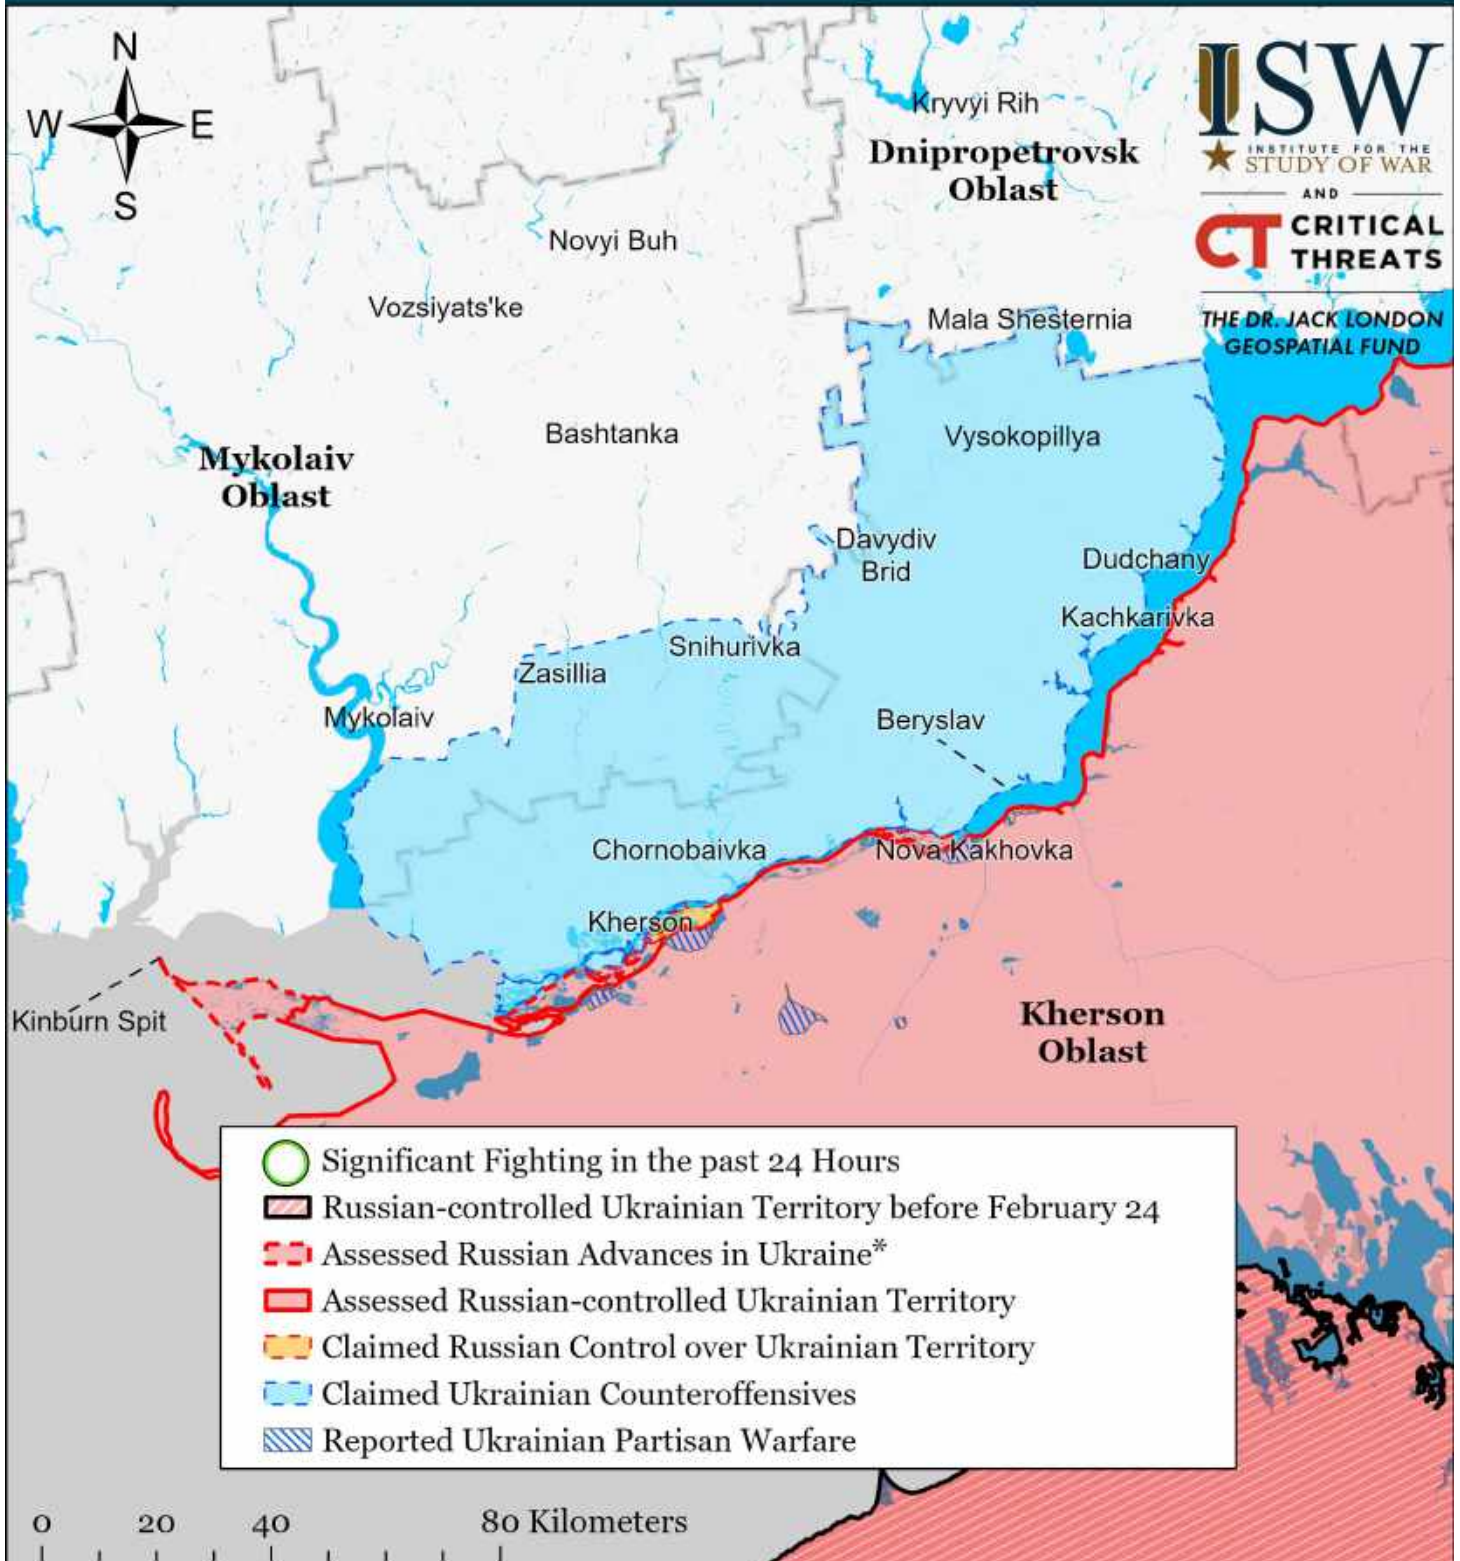 N
W E
S
ISW
INSTITUTE FOR THE
STUDY OF WAR
AND
CT CRITICAL
THREATS
THE DR. JACK LONDON
GEOSPATIAL FUND
Kryvyi Rih
Dnipropetrovsk
Oblast
Novyi Buh
Vozsiyats'ke
Mala Shesternia
Bashtanka
Vysokopillya
Mykolaiv
Oblast
Davydiv
Brid
Dudchany
Kachkarivka
Snihurivka
Zasillia
Mykolaiv
Beryslav
Chornobaivka
Nova Kakhovka
Kherson
Kinburn Spit
Kherson
Oblast
Significant Fighting in the past 24 Hours
Russian-controlled Ukrainian Territory before February 24
Assessed Russian Advances in Ukraine*
Assessed Russian-controlled Ukrainian Territory
Claimed Russian Control over Ukrainian Territory
Claimed Ukrainian Counteroffensives
Reported Ukrainian Partisan Warfare
0 20 40 80 Kilometers